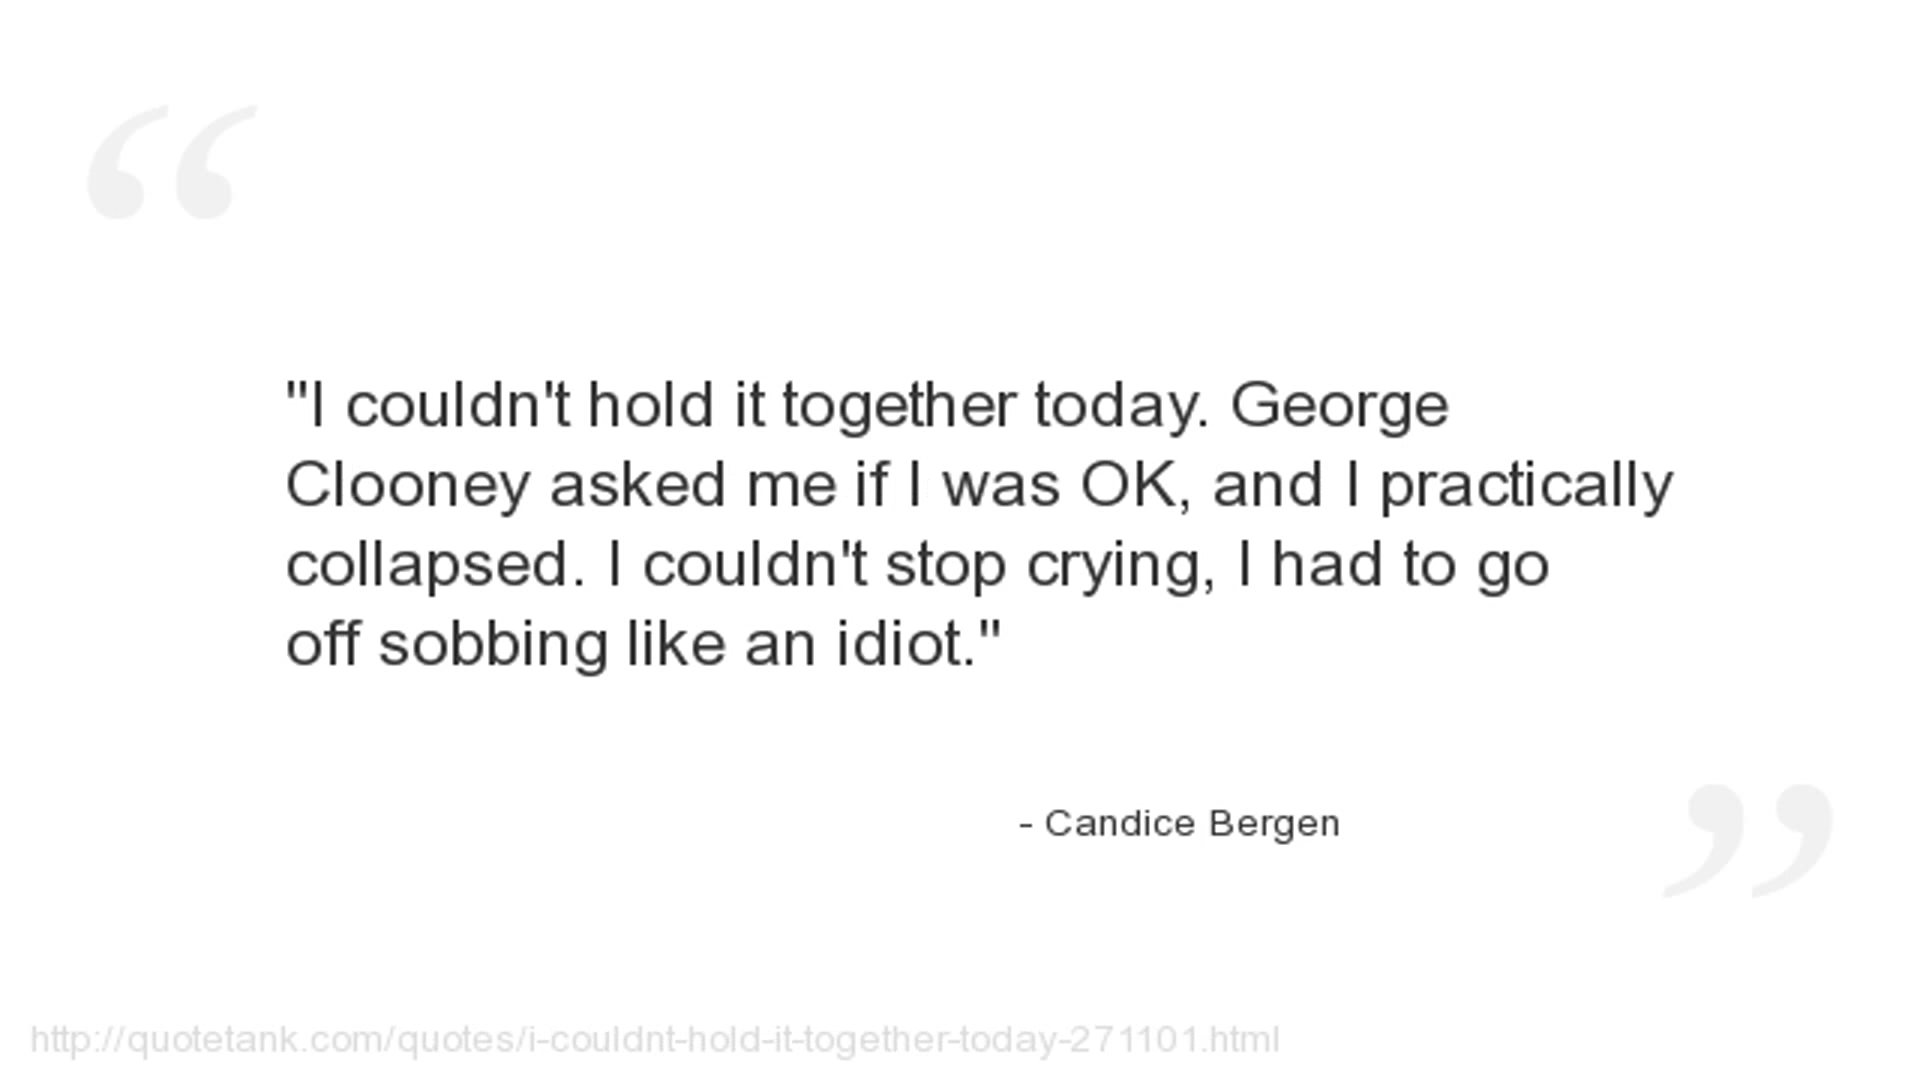 "I couldn't hold it together today. George
Clooney asked me if I was OK, and I practically
collapsed. I couldn't stop crying, I had to go
off sobbing like an idiot."
- Candice Bergen
http://quotetank.com/quotes/i-couldnt-hold-it-together-today-271101.html